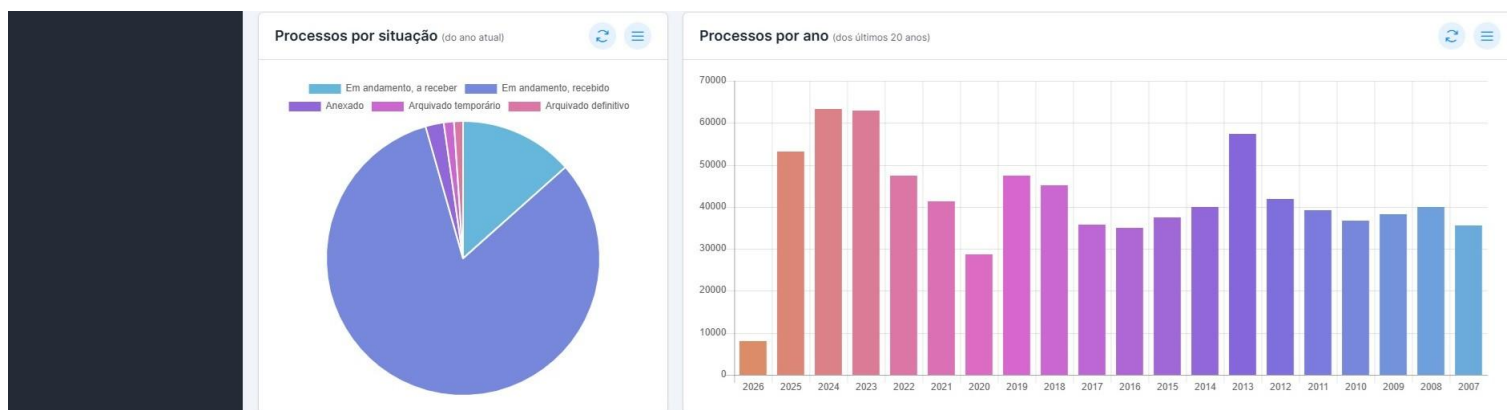 Processos por situação (do ano atual)
Em andamento, a receber Em andamento, recebido
Anexado Arquivado temporário Arquivado definitivo
Processos por ano (dos últimos 20 anos)
70000
60000
50000
40000
30000
20000
10000
0
2026 2025 2024 2023 2022 2021 2020 2019 2018 2017 2016 2015 2014 2013 2012 2011 2010 2009 2008 2007